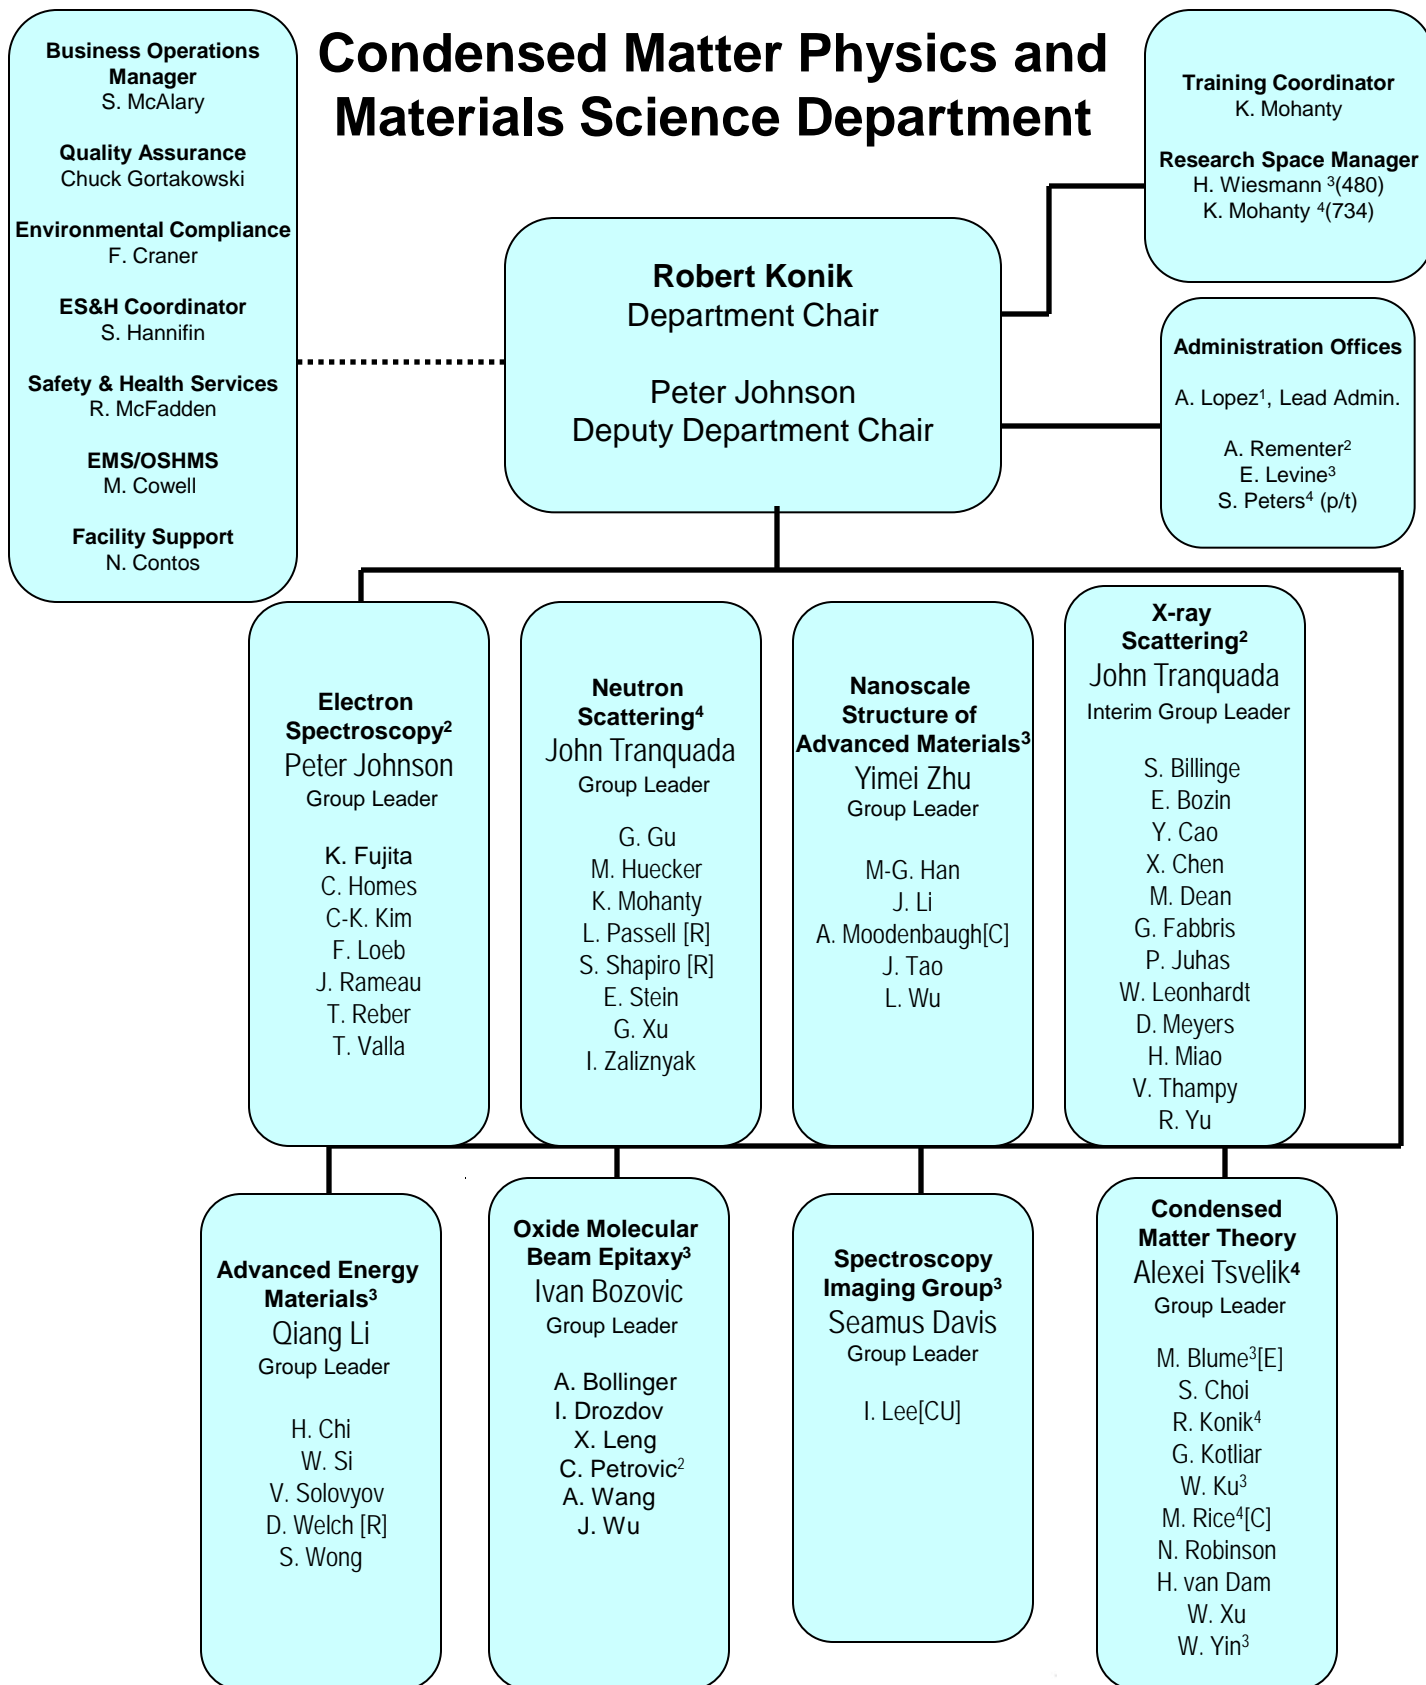 Condensed Matter Physics and
Materials Science Department
Business Operations
Manager
S. McAlary
Quality Assurance
Chuck Gortakowski
Environmental Compliance
F. Craner
ES&H Coordinator
S. Hannifin
Safety & Health Services
R. McFadden
EMS/OSHMS
M. Cowell
Facility Support
N. Contos
Training Coordinator
K. Mohanty
Research Space Manager
H. Wiesmann ³(480)
K. Mohanty ⁴(734)
Robert Konik
Department Chair
Peter Johnson
Deputy Department Chair
Administration Offices
A. Lopez¹, Lead Admin.
A. Rementer²
E. Levine³
S. Peters⁴ (p/t)
Electron
Spectroscopy²
Peter Johnson
Group Leader
K. Fujita
C. Homes
C-K. Kim
F. Loeb
J. Rameau
T. Reber
T. Valla
Neutron
Scattering⁴
John Tranquada
Group Leader
G. Gu
M. Huecker
K. Mohanty
L. Passell [R]
S. Shapiro [R]
E. Stein
G. Xu
I. Zaliznyak
Nanoscale
Structure of
Advanced Materials³
Yimei Zhu
Group Leader
M-G. Han
J. Li
A. Moodenbaugh[C]
J. Tao
L. Wu
X-ray
Scattering²
John Tranquada
Interim Group Leader
S. Billinge
E. Bozin
Y. Cao
X. Chen
M. Dean
G. Fabbris
P. Juhas
W. Leonhardt
D. Meyers
H. Miao
V. Thampy
R. Yu
Advanced Energy
Materials³
Qiang Li
Group Leader
H. Chi
W. Si
V. Solovyov
D. Welch [R]
S. Wong
Oxide Molecular
Beam Epitaxy³
Ivan Bozovic
Group Leader
A. Bollinger
I. Drozdov
X. Leng
C. Petrovic²
A. Wang
J. Wu
Spectroscopy
Imaging Group³
Seamus Davis
Group Leader
I. Lee[CU]
Condensed
Matter Theory
Alexei Tsvelik⁴
Group Leader
M. Blume³[E]
S. Choi
R. Konik⁴
G. Kotliar
W. Ku³
M. Rice⁴[C]
N. Robinson
H. van Dam
W. Xu
W. Yin³